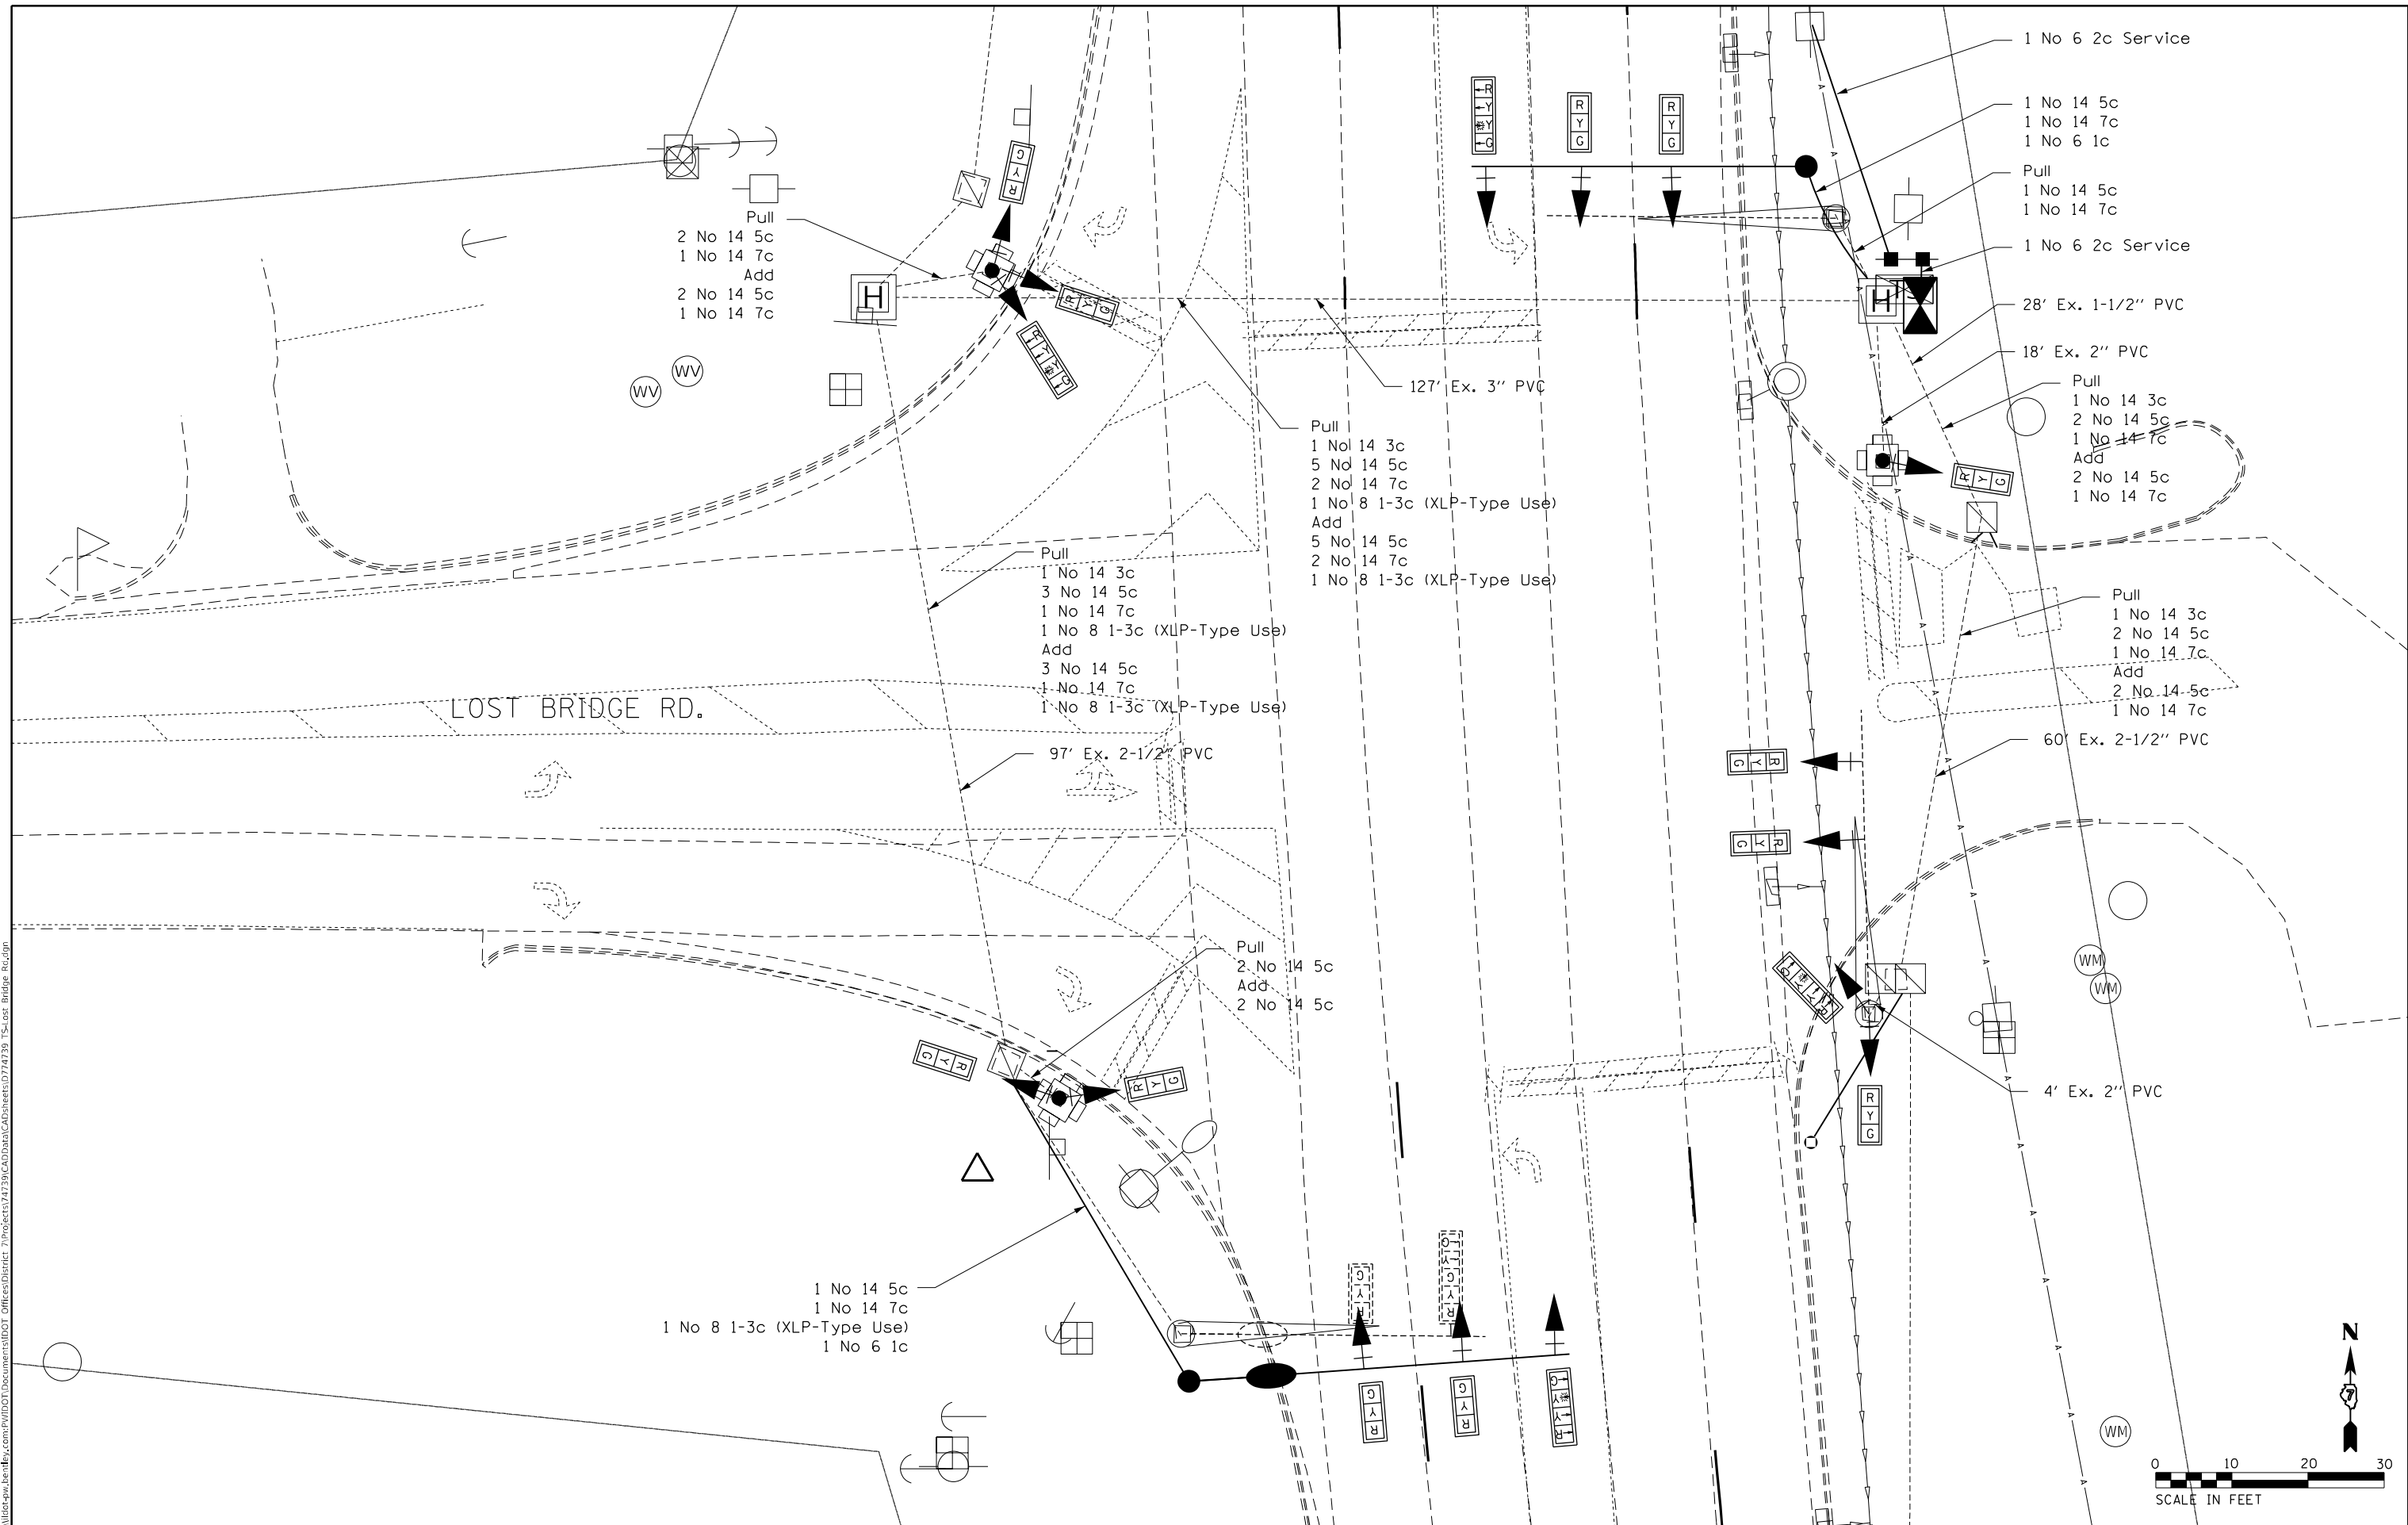 1 No 6 2c Service
1 No 14 5c
1 No 14 7c
1 No 6 1c
Pull
1 No 14 5c
1 No 14 7c
1 No 6 2c Service
28' Ex. 1-1/2" PVC
18' Ex. 2" PVC
Pull
1 No 14 3c
2 No 14 5c
1 No 14 7c
Add
2 No 14 5c
1 No 14 7c
Pull
2 No 14 5c
1 No 14 7c
Add
2 No 14 5c
1 No 14 7c
H
H
R
Y
G
R
Y
G
←R
←Y
Y
←G
R Y G
R Y G
R Y Y G
WV
WV
127' Ex. 3" PVC
Pull
1 No 14 3c
5 No 14 5c
2 No 14 7c
1 No 8 1-3c (XLP-Type Use)
Add
5 No 14 5c
2 No 14 7c
1 No 8 1-3c (XLP-Type Use)
R Y G
Pull
1 No 14 3c
3 No 14 5c
1 No 14 7c
1 No 8 1-3c (XLP-Type Use)
Add
3 No 14 5c
1 No 14 7c
1 No 8 1-3c (XLP-Type Use)
Pull
1 No 14 3c
2 No 14 5c
1 No 14 7c
Add
2 No 14 5c
1 No 14 7c
LOST BRIDGE RD.
97' Ex. 2-1/2" PVC
60' Ex. 2-1/2" PVC
R Y G
R Y G
Pull
2 No 14 5c
Add
2 No 14 5c
WM
WM
R Y G
R Y G
R
Y
G
4' Ex. 2" PVC
1 No 14 5c
1 No 14 7c
1 No 8 1-3c (XLP-Type Use)
1 No 6 1c
R Y G
R Y G Y G
R Y G
R Y G
R Y Y G
WM
N
7
0 10 20 30
SCALE IN FEET